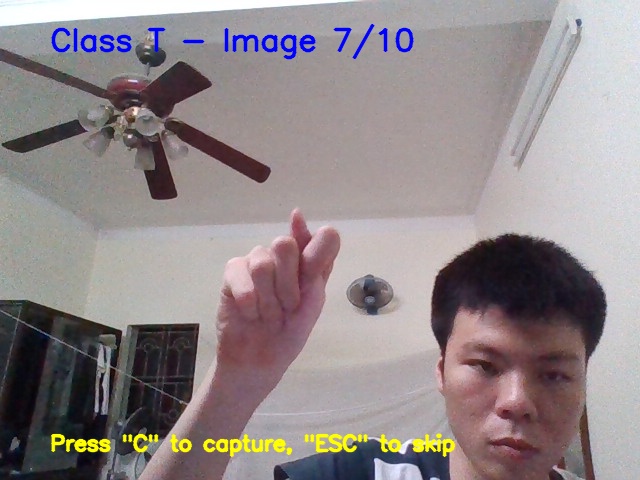 Class T - Image 7/10
Press "C" to capture, "ESC" to skip